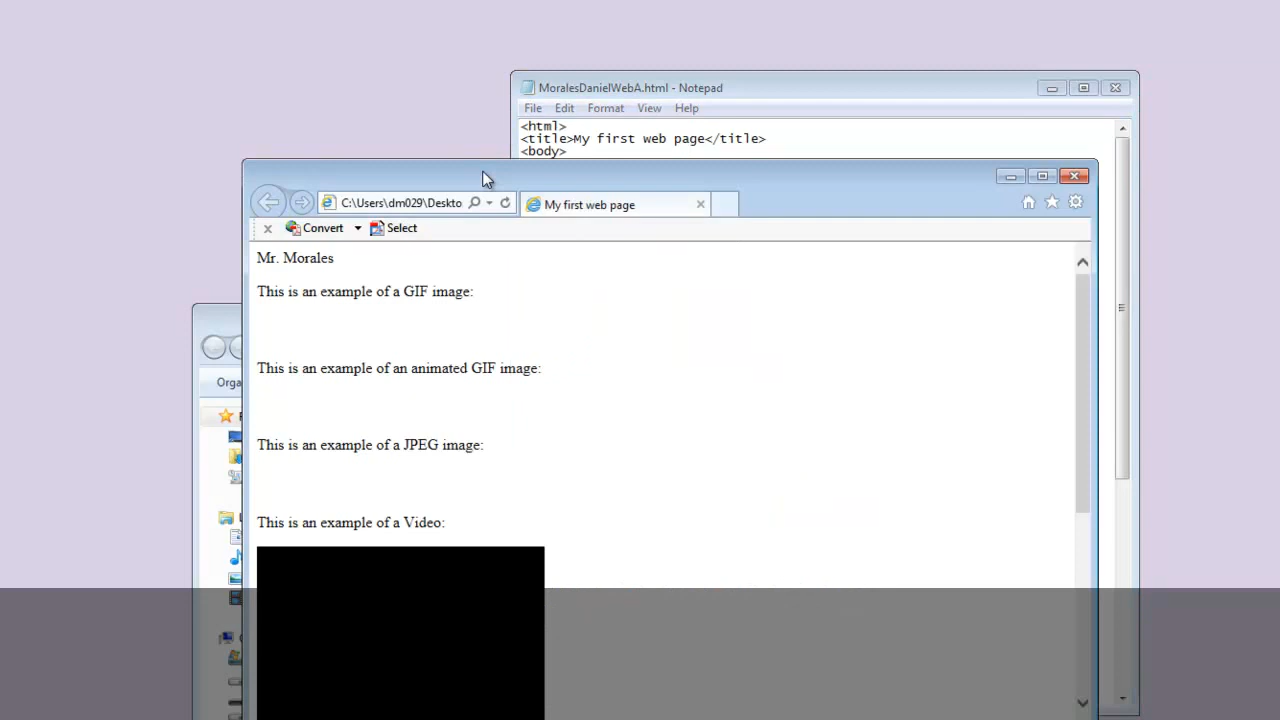 MoralesDanielWebA.html - Notepad
File Edit Format View Help
<html>
<title>My first web page</title>
<body>
C:\Users\dm029\Deskto
My first web page
Convert Select
Mr. Morales
This is an example of a GIF image:
This is an example of an animated GIF image:
This is an example of a JPEG image:
This is an example of a Video:
Orga